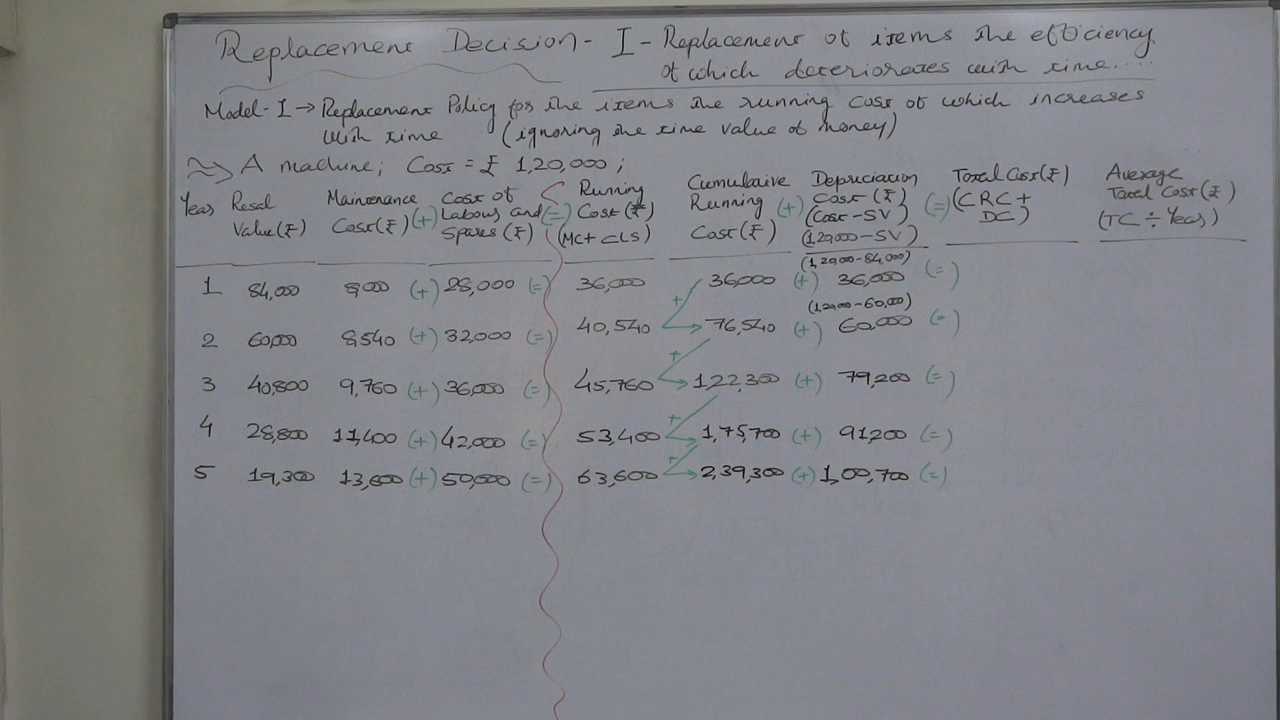 Replacement Decision - I - Replacement of items the efficiency
of which deteriorates with time....
Model-I → Replacement Policy for the items the running cost of which increases
with time (ignoring the time value of money)
A machine; Cost = ₹ 1,20,000;
Year Resal Value(₹) Maintenance Cost(₹) (+) Cost of Labour and Spares (₹) (=) Running Cost(₹) (MC+CLS) Cumulative Running Cost(₹) (+) Depriciation Cost (₹) (Cost-SV) (1,20,000-SV) (=) Total Cost(₹) (CRC+DC) Average Total Cost(₹) (TC ÷ Year)
(1,20,000-84,000)
1 84,000 8,000 (+) 28,000 (=) 36,000 36,000 (+) 36,000 (=)
(1,20,000-60,000)
2 60,000 8,540 (+) 32,000 (=) 40,540 + → 76,540 (+) 60,000 (=)
3 40,800 9,760 (+) 36,000 (=) 45,760 + → 1,22,300 (+) 79,200 (=)
4 28,800 11,400 (+) 42,000 (=) 53,400 + → 1,75,700 (+) 91,200 (=)
5 19,300 13,600 (+) 50,000 (=) 63,600 + → 2,39,300 (+) 1,00,700 (=)